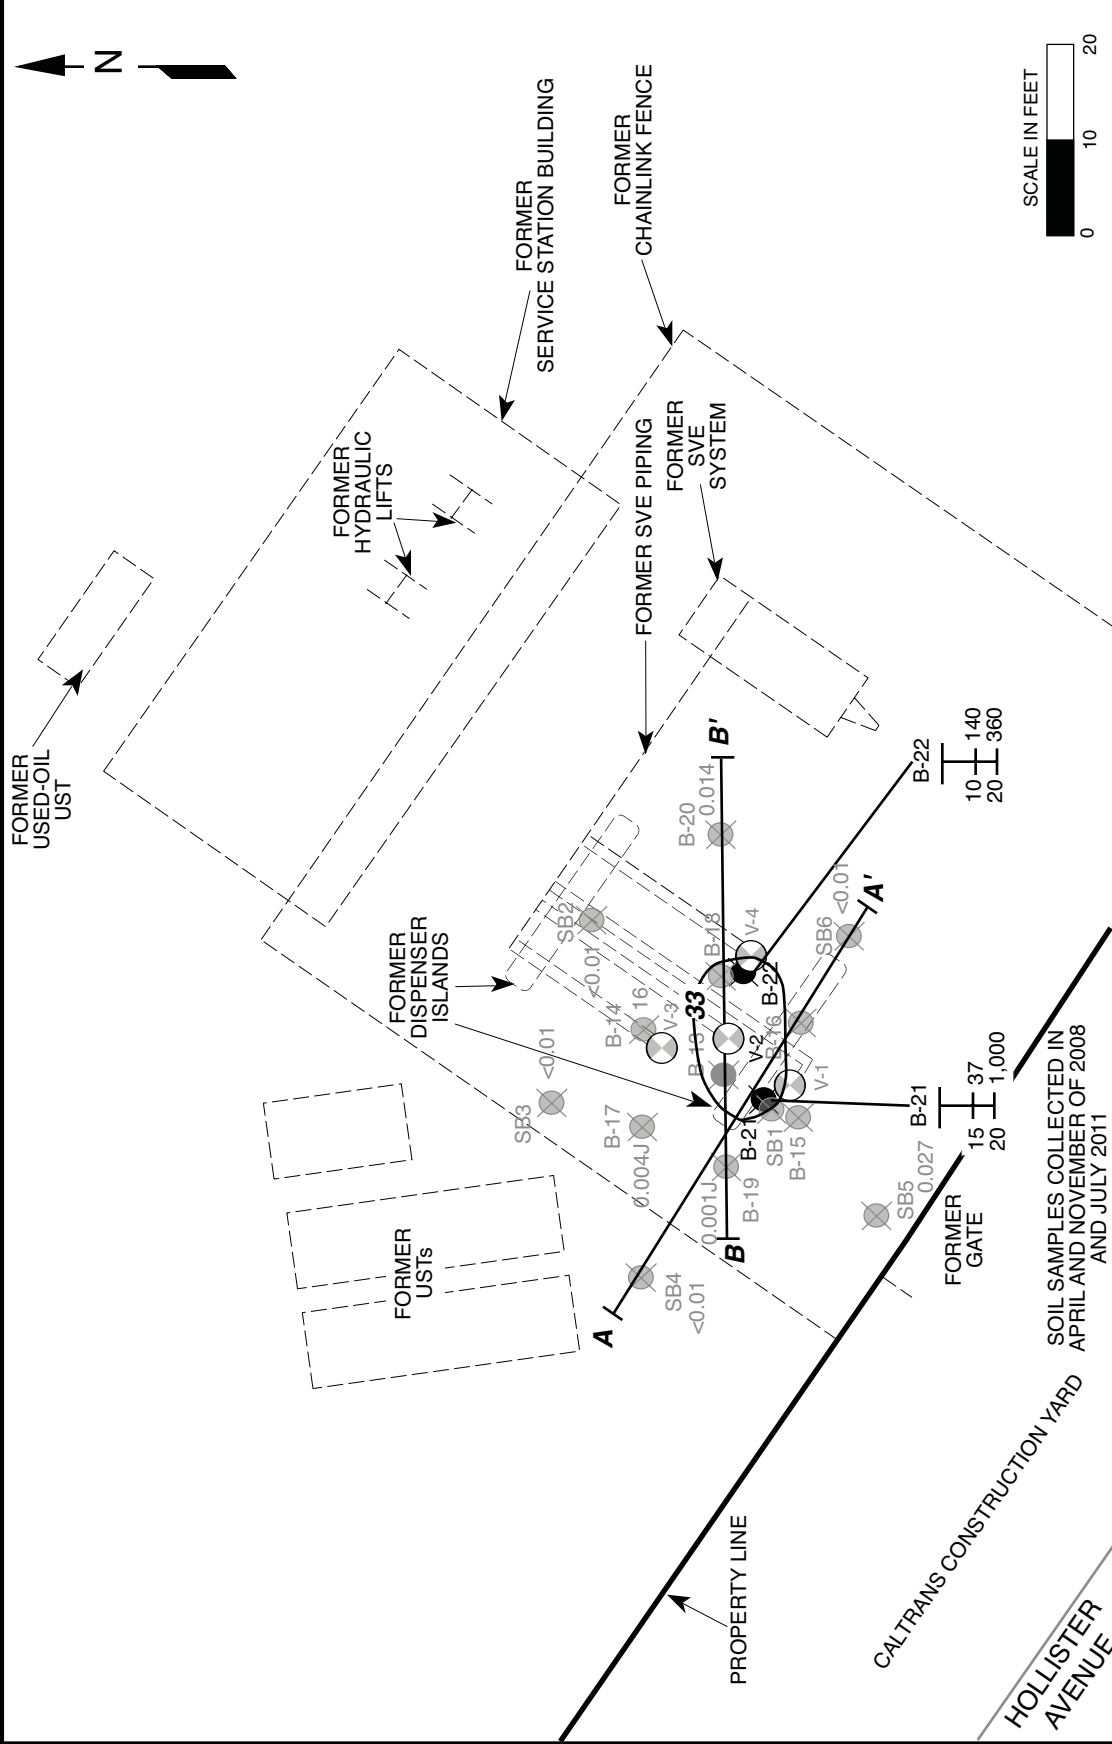 N
FORMER
USED-OIL
UST
FORMER
HYDRAULIC
LIFTS
FORMER
SERVICE STATION BUILDING
FORMER
CHAINLINK FENCE
FORMER
DISPENSER
ISLANDS
FORMER SVE PIPING
FORMER
SVE
SYSTEM
FORMER
USTs
SB3
<0.01
SB2
<0.01
B-14
16
V-3
B-17
0.004J
SB4
<0.01
A
B
B'
A'
B-20
0.014
B-18
V-4
33
B-13
V-2
B-16
B-22
V-1
B-21
SB1
B-15
B-19
0.001J
SB6
<0.01
SB5
0.027
B-22
10
140
20
360
B-21
15
37
20
1,000
FORMER
GATE
PROPERTY LINE
CALTRANS CONSTRUCTION YARD
HOLLISTER
AVENUE
SOIL SAMPLES COLLECTED IN
APRIL AND NOVEMBER OF 2008
AND JULY 2011
SCALE IN FEET
0
10
20